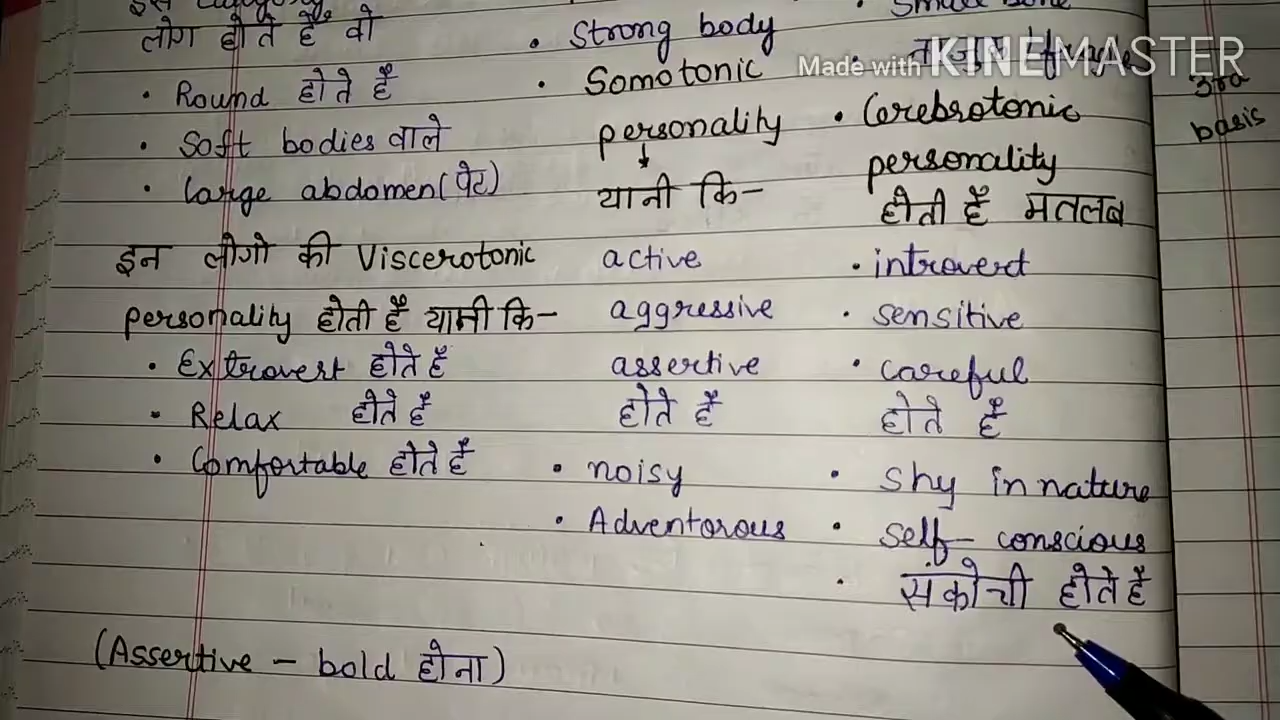 लोग होते हैं वो
• Round होते हैं
• Soft bodies वाले
• large abdomen(पेट)
इन लोगो की Viscerotonic
personality होती हैं यानी कि-
• Extrovert होते हैं
• Relax होते हैं
• Comfortable होते हैं
(Assertive - bold होना)
• Strong body
• Somotonic
personality
यानी कि-
active
aggressive
assertive
होते हैं
• noisy
• Adventorous
• Cerebrotonic
personality
होती हैं मतलब
• introvert
• sensitive
• careful
होते हैं
• shy in nature
• self-conscious
• संकोची होते हैं
3rd
basis
Made with KINEMASTER